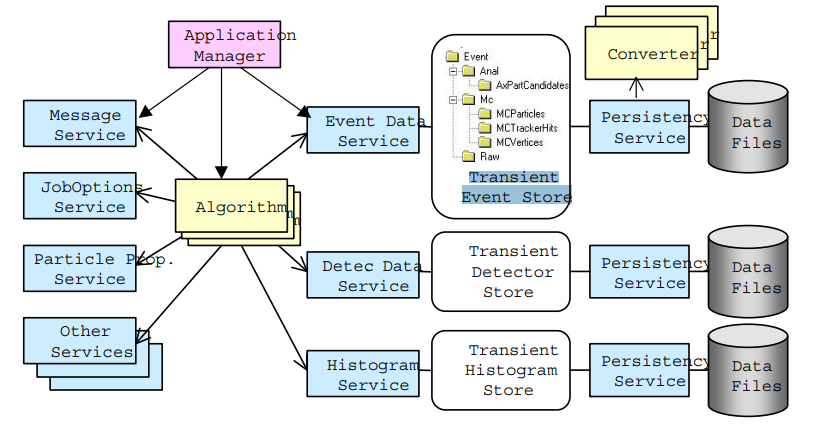 Application
Manager
Converter
r
r
Message
Service
Event Data
Service
Event
Anal
AxPartCandidates
Mc
MCParticles
MCTrackerHits
MCVertices
Raw
Transient
Event Store
Persistency
Service
Data
Files
JobOptions
Service
Algorithm
m
m
Particle Prop.
Service
Detec Data
Service
Transient
Detector
Store
Persistency
Service
Data
Files
Other
Services
Histogram
Service
Transient
Histogram
Store
Persistency
Service
Data
Files